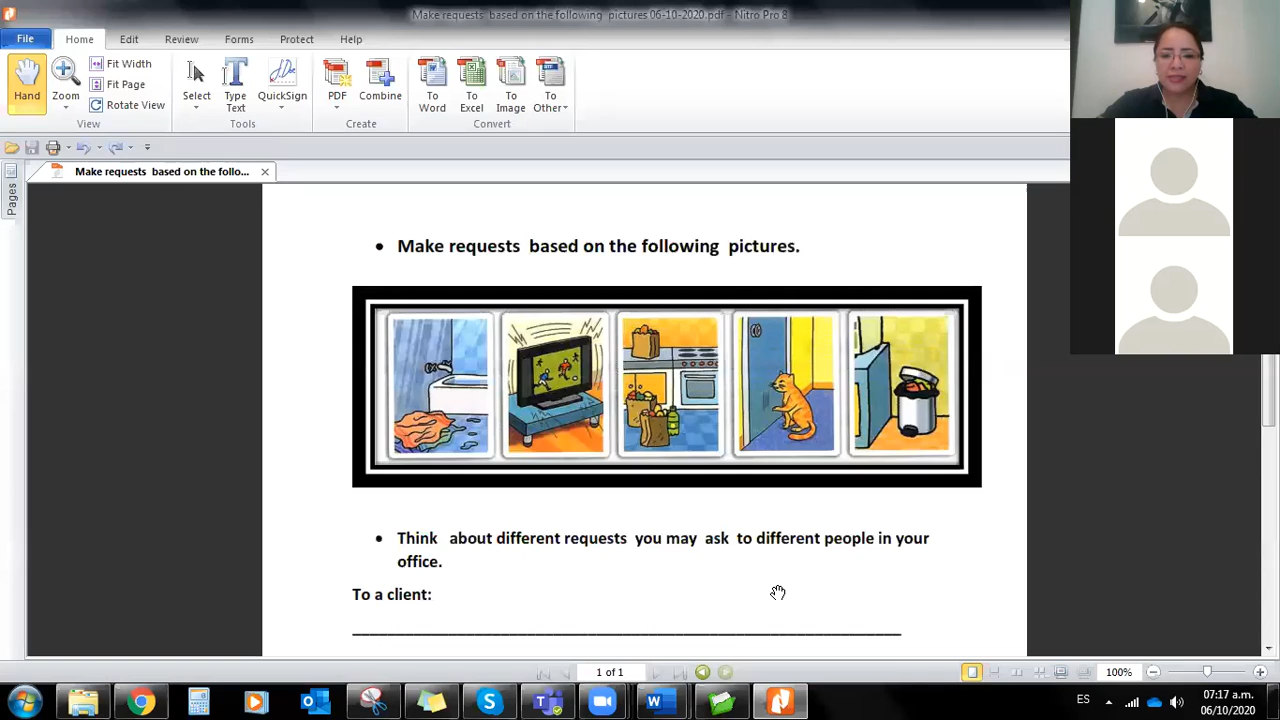 Make requests based on the following pictures 06-10-2020.pdf - Nitro Pro 8
File Home Edit Review Forms Protect Help
Hand
Zoom
Fit Width
Fit Page
Rotate View
View
Select
Type Text
QuickSign
Tools
PDF
Combine
Create
To Word
To Excel
To Image
To Other
Convert
Make requests based on the follo...
Pages
• Make requests based on the following pictures.
• Think about different requests you may ask to different people in your
office.
To a client:
1 of 1
100%
ES
07:17 a.m.
06/10/2020